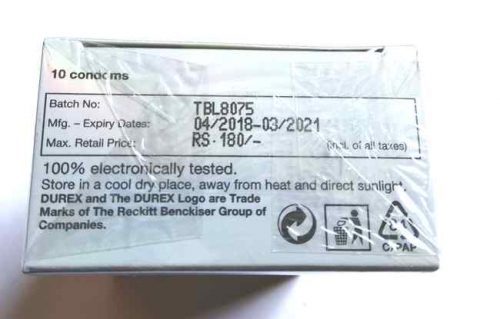 10 condoms
Batch No: TBL8075
Mfg. – Expiry Dates: 04/2018-03/2021
Max. Retail Price: RS-180/- (Incl. of all taxes)
100% electronically tested.
Store in a cool dry place, away from heat and direct sunlight.
DUREX and The DUREX Logo are Trade
Marks of The Reckitt Benckiser Group of
Companies.
C/PAP